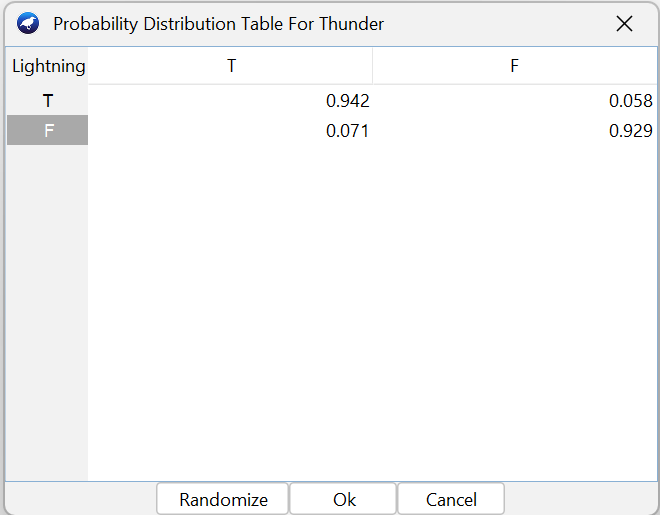 Probability Distribution Table For Thunder
Lightning T F
T 0.942 0.058
F 0.071 0.929
Randomize Ok Cancel